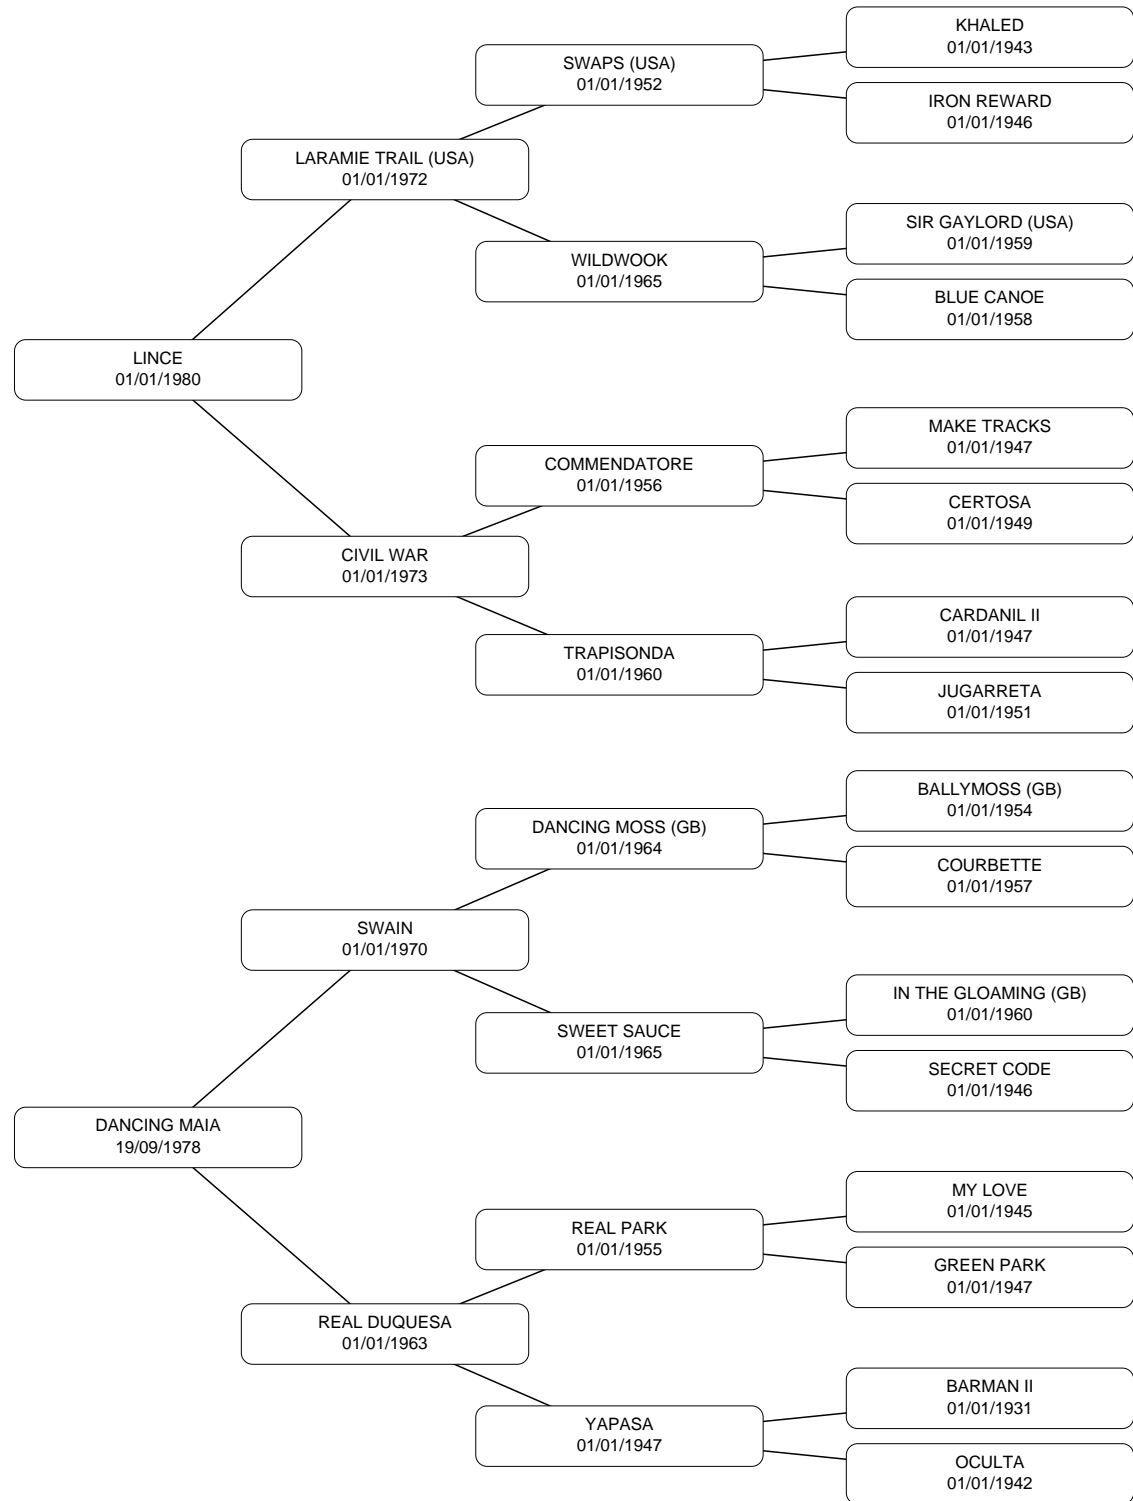 KHALED
01/01/1943
SWAPS (USA)
01/01/1952
IRON REWARD
01/01/1946
LARAMIE TRAIL (USA)
01/01/1972
SIR GAYLORD (USA)
01/01/1959
WILDWOOK
01/01/1965
BLUE CANOE
01/01/1958
LINCE
01/01/1980
MAKE TRACKS
01/01/1947
COMMENDATORE
01/01/1956
CERTOSA
01/01/1949
CIVIL WAR
01/01/1973
CARDANIL II
01/01/1947
TRAPISONDA
01/01/1960
JUGARRETA
01/01/1951
BALLYMOSS (GB)
01/01/1954
DANCING MOSS (GB)
01/01/1964
COURBETTE
01/01/1957
SWAIN
01/01/1970
IN THE GLOAMING (GB)
01/01/1960
SWEET SAUCE
01/01/1965
SECRET CODE
01/01/1946
DANCING MAIA
19/09/1978
MY LOVE
01/01/1945
REAL PARK
01/01/1955
GREEN PARK
01/01/1947
REAL DUQUESA
01/01/1963
BARMAN II
01/01/1931
YAPASA
01/01/1947
OCULTA
01/01/1942